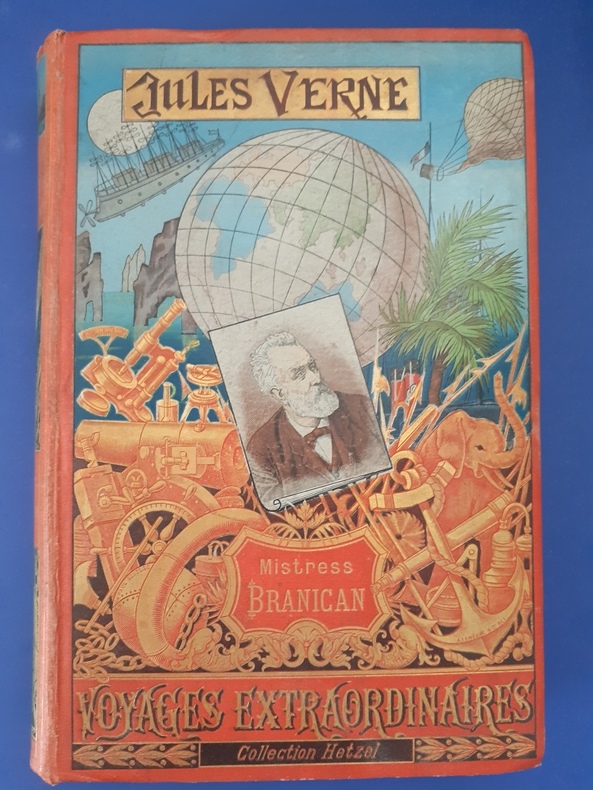 JULES VERNE
Mistress
BRANICAN
VOYAGES EXTRAORDINAIRES
Collection Hetzel